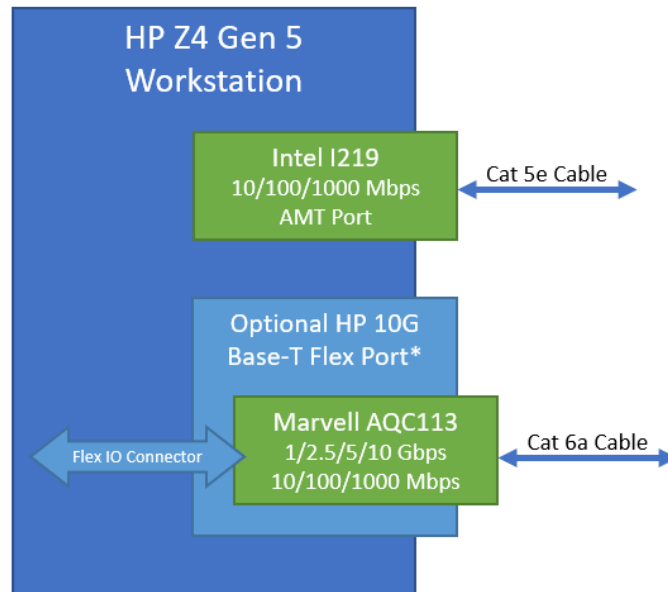 HP Z4 Gen 5
Workstation
Intel I219
10/100/1000 Mbps
AMT Port
Cat 5e Cable
Optional HP 10G
Base-T Flex Port*
Flex IO Connector
Marvell AQC113
1/2.5/5/10 Gbps
10/100/1000 Mbps
Cat 6a Cable